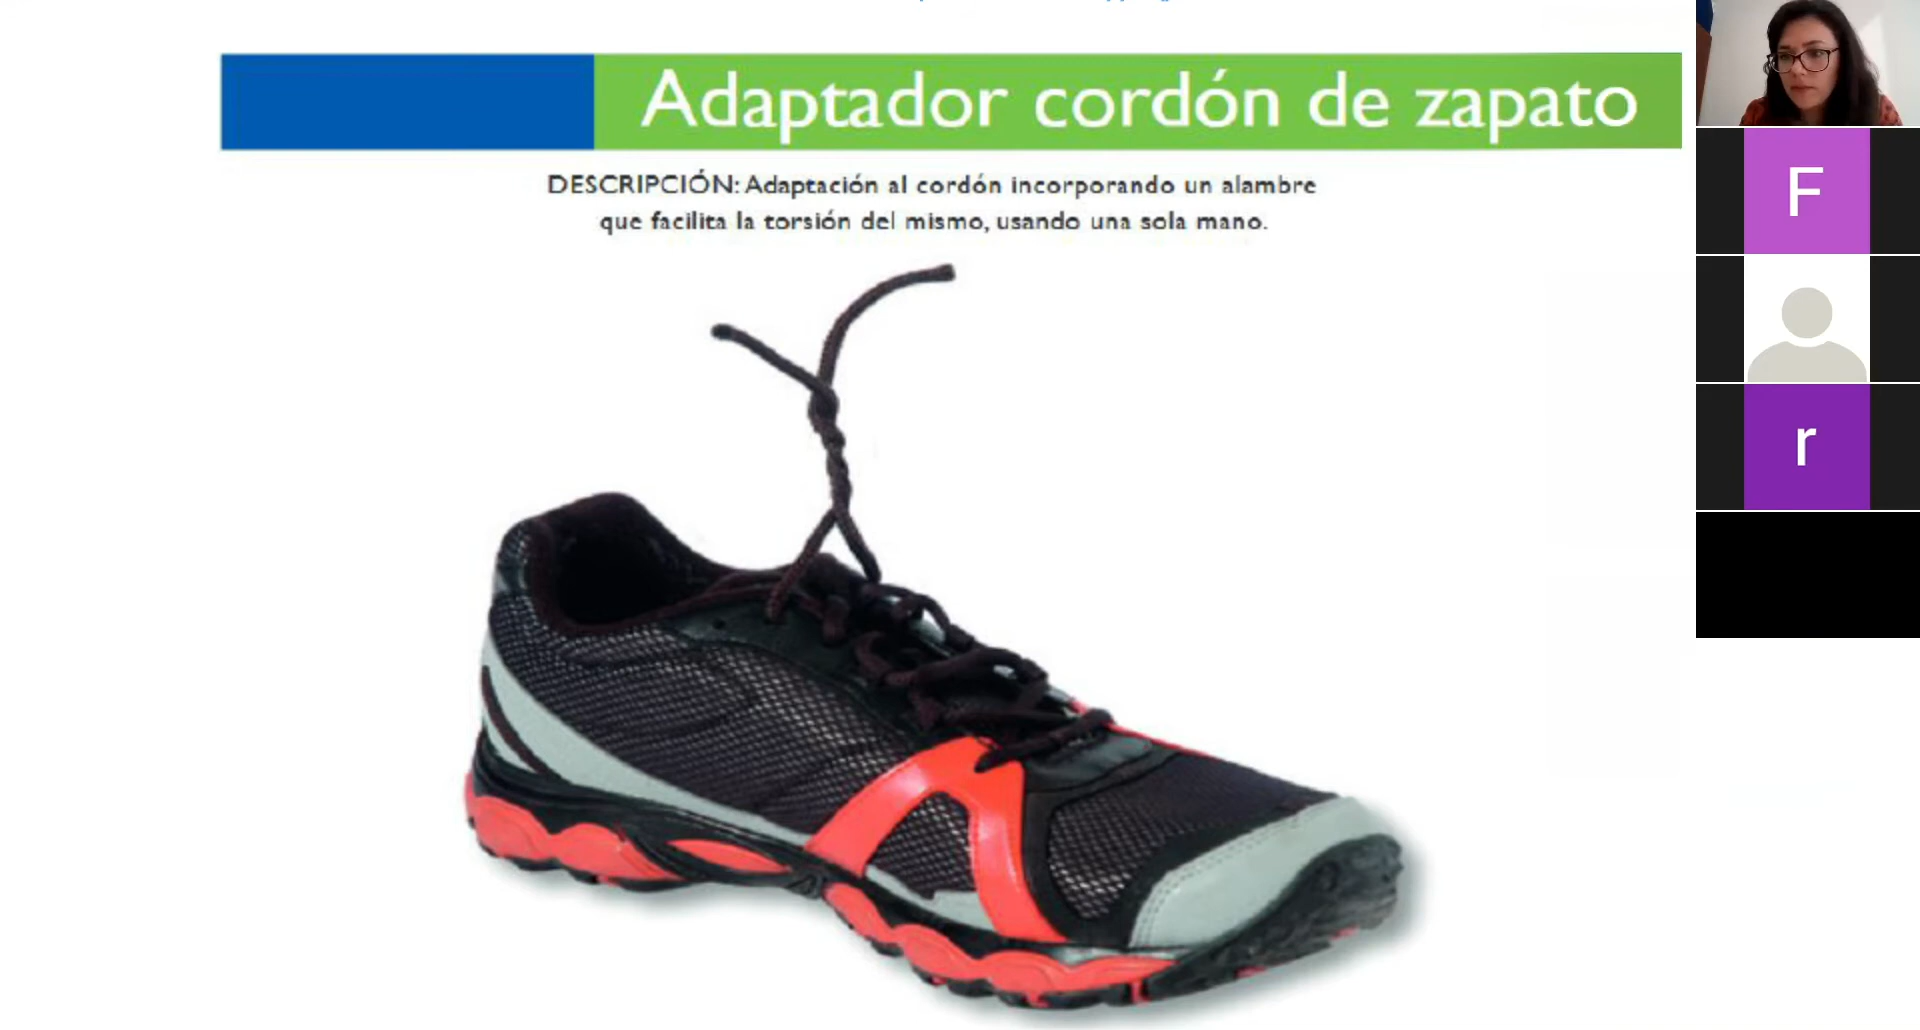 Adaptador cordón de zapato
DESCRIPCIÓN: Adaptación al cordón incorporando un alambre
que facilita la torsión del mismo, usando una sola mano.
F
r